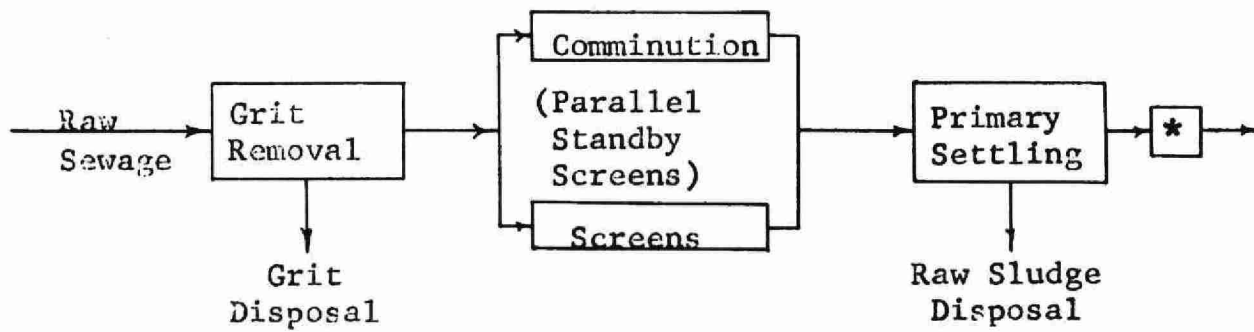 Raw
Sewage
Grit
Removal
Grit
Disposal
Comminution
(Parallel
Standby
Screens)
Screens
Primary
Settling
Raw Sludge
Disposal
*